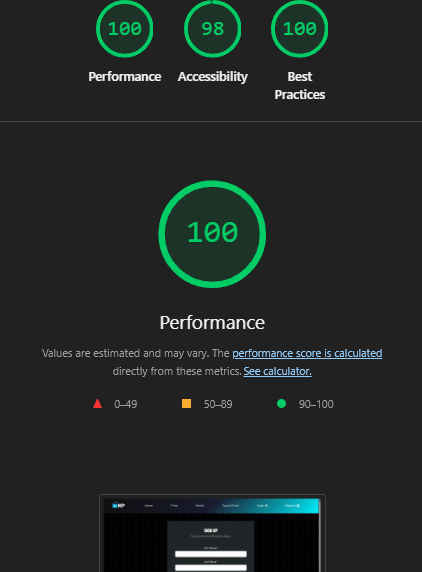 100
98
100
Performance
Accessibility
Best
Practices
100
Performance
Values are estimated and may vary. The performance score is calculated
directly from these metrics. See calculator.
0–49
50–89
90–100
Home
SIGN UP